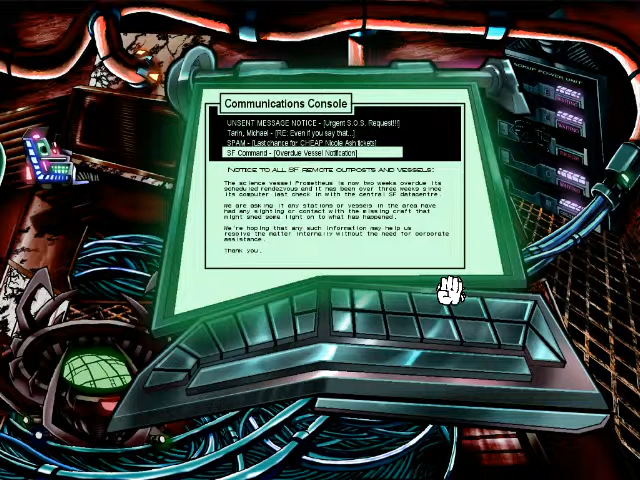 BACKUP POWER UNIT
Communications Console
UNSENT MESSAGE NOTICE - [Urgent S.O.S. Request!!!]
Tarin, Michael - [RE: Even if you say that...]
SPAM - [Last chance for CHEAP Nicole Ash tickets]
SF Command - [Overdue Vessel Notification]
NOTICE TO ALL SF REMOTE OUTPOSTS AND VESSELS:
The science vessel Prometheus is now two weeks overdue its
scheduled rendezvous and it has been over three weeks since
its computer last check in with the central SF datacentre.
We are asking if any stations or vessels in the area have
had any sighting or contact with the missing craft that
might shed some light on to what has happened.
We're hoping that any such information may help us
resolve the matter internally without the need for corporate
assistance.
Thank you.